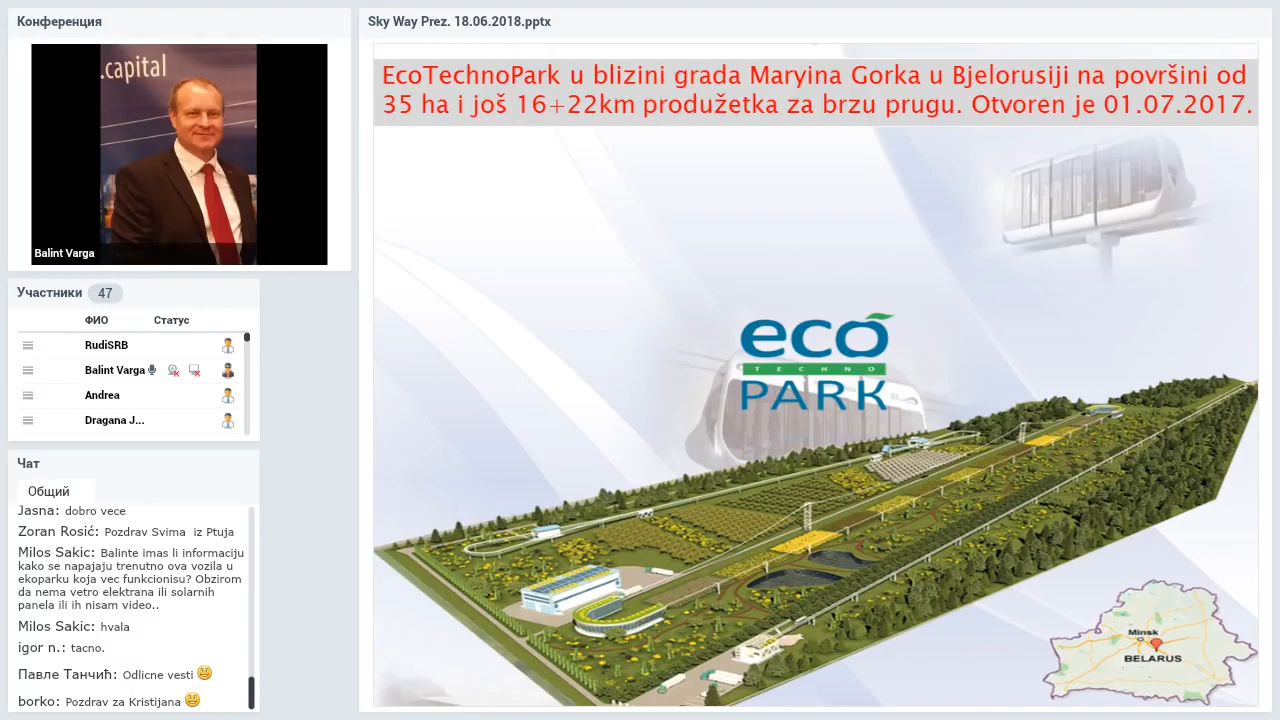 Конференция
.capital
Balint Varga
Участники 47
ФИО Статус
RudiSRB
Balint Varga
Andrea
Dragana J...
Чат
Общий
Jasna: dobro vece
Zoran Rosić: Pozdrav Svima iz Ptuja
Milos Sakic: Balinte imas li informaciju
kako se napajaju trenutno ova vozila u
ekoparku koja vec funkcionisu? Obzirom
da nema vetro elektrana ili solarnih
panela ili ih nisam video..
Milos Sakic: hvala
igor n.: tacno.
Павле Танчић: Odlicne vesti
borko: Pozdrav za Kristijana
Sky Way Prez. 18.06.2018.pptx
EcoTechnoPark u blizini grada Maryina Gorka u Bjelorusiji na površini od
35 ha i još 16+22km produžetka za brzu prugu. Otvoren je 01.07.2017.
eco
TECHNO
PARK
Minsk
BELARUS